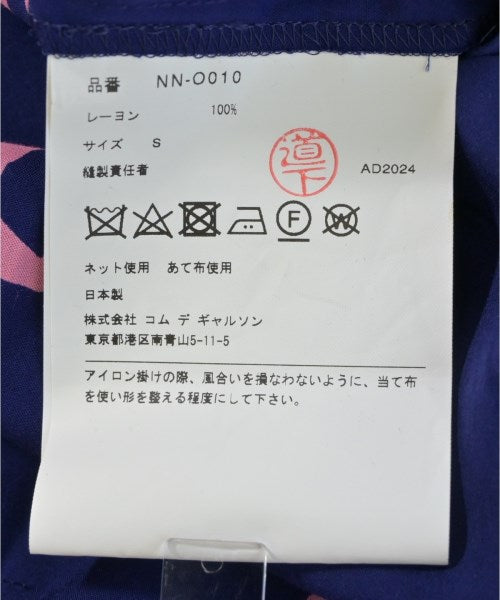 品番 NN-O010
レーヨン 100%
サイズ S
縫製責任者 道下 AD2024
F W
ネット使用 あて布使用
日本製
株式会社 コム デ ギャルソン
東京都港区南青山5-11-5
アイロン掛けの際、風合いを損なわないように、当て布
を使い形を整える程度にして下さい。